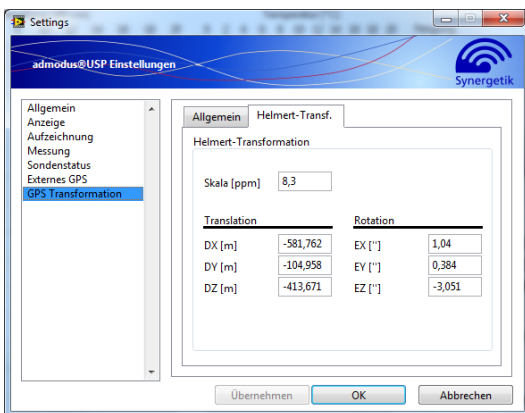 Settings
admodus®USP Einstellungen
Synergetik
Allgemein
Anzeige
Aufzeichnung
Messung
Sondenstatus
Externes GPS
GPS Transformation
Allgemein Helmert-Transf.
Helmert-Transformation
Skala [ppm] 8,3
Translation Rotation
DX [m] -581,762 EX [''] 1,04
DY [m] -104,958 EY [''] 0,384
DZ [m] -413,671 EZ [''] -3,051
Übernehmen OK Abbrechen